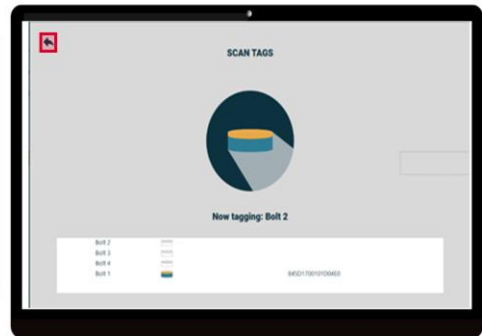 SCAN TAGS
Now tagging: Bolt 2
Bolt 2
Bolt 3
Bolt 4
Bolt 1